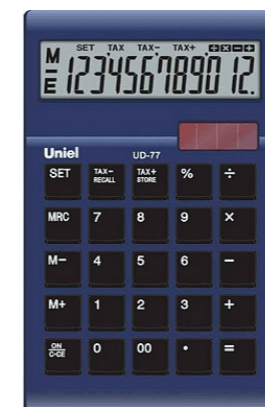 SET TAX TAX- TAX+ ÷ × - +
M
E 123456789012.
Uniel UD-77
SET TAX- RECALL TAX+ STORE % ÷
MRC 7 8 9 ×
M- 4 5 6 -
M+ 1 2 3 +
ON C·CE 0 00 · =